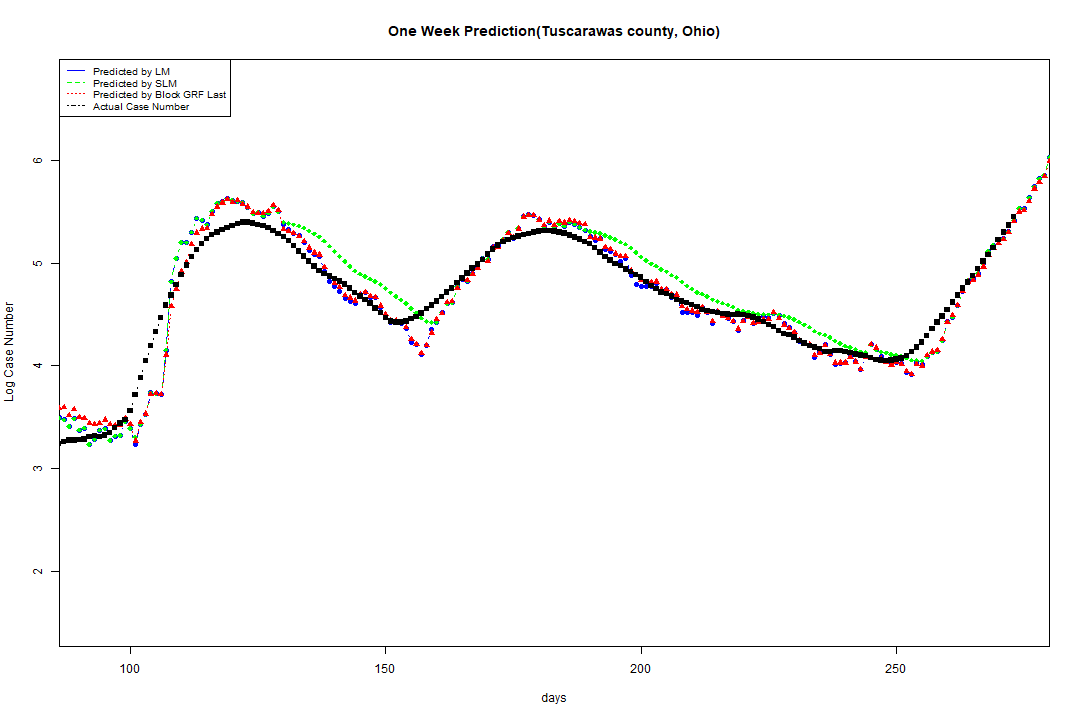 One Week Prediction(Tuscarawas county, Ohio)
Predicted by LM
Predicted by SLM
Predicted by Block GRF Last
Actual Case Number
6
5
4
3
2
Log Case Number
100 150 200 250
days